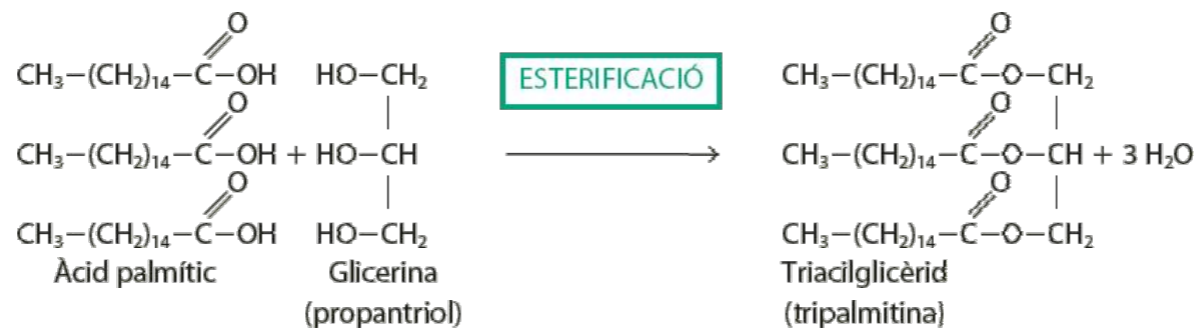 O O
CH₃–(CH₂)₁₄–C–OH HO–CH₂ ESTERIFICACIÓ CH₃–(CH₂)₁₄–C–O–CH₂
O O
CH₃–(CH₂)₁₄–C–OH + HO–CH CH₃–(CH₂)₁₄–C–O–CH + 3 H₂O
O O
CH₃–(CH₂)₁₄–C–OH HO–CH₂ CH₃–(CH₂)₁₄–C–O–CH₂
Àcid palmític Glicerina Triacilglicèrid
(propantriol) (tripalmitina)